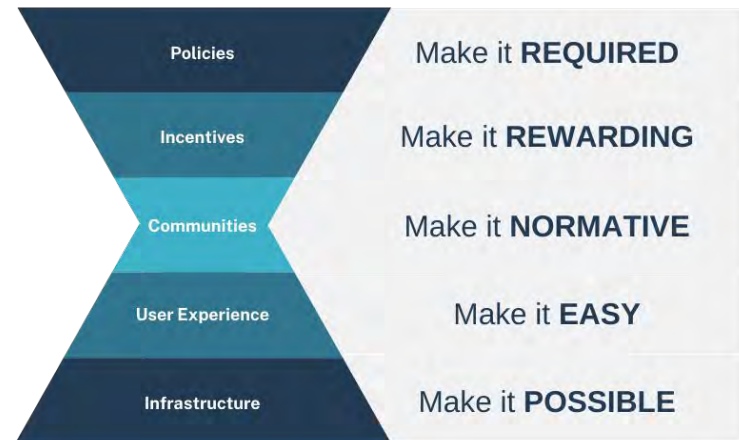 Policies Make it REQUIRED
Incentives Make it REWARDING
Communities Make it NORMATIVE
User Experience Make it EASY
Infrastructure Make it POSSIBLE